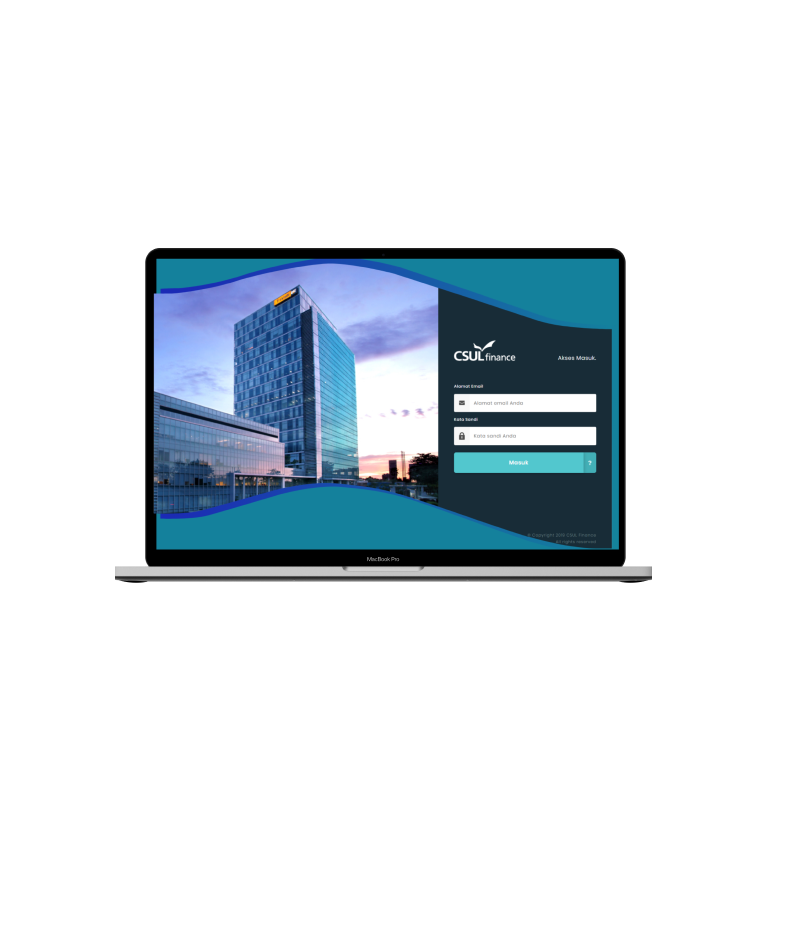 CSUL finance
Akses Masuk.
Alamat Email
Alamat email Anda
Kata Sandi
Kata sandi Anda
Masuk
?
© Copyright 2019 CSUL Finance
All rights reserved
MacBook Pro